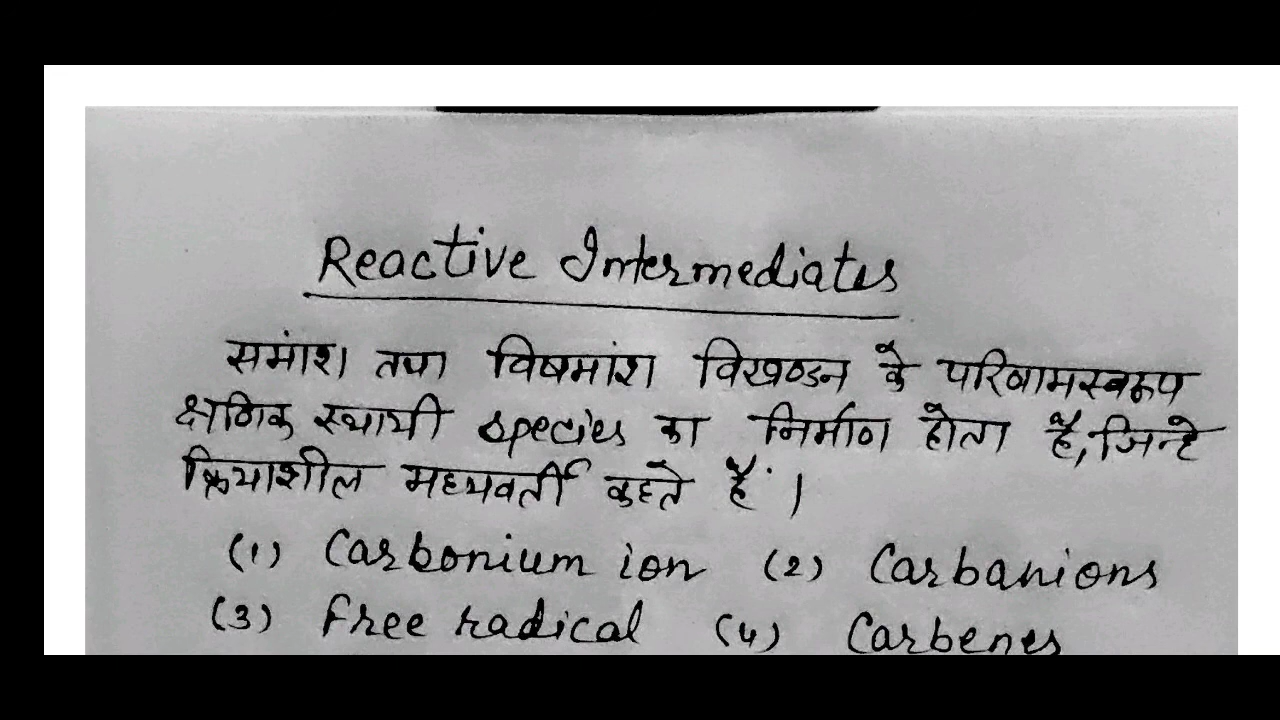 Reactive Intermediates
समांश तथा विषमांश विखण्डन के परिणामस्वरूप
क्षणिक स्थायी species का निर्माण होता है, जिन्हे
क्रियाशील मध्यवर्ती कहते हैं ।
(1) Carbonium ion (2) Carbanions
(3) Free radical (4) Carbenes